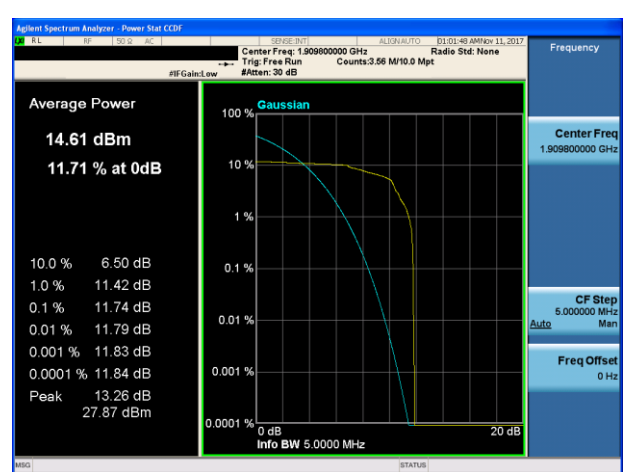 Agilent Spectrum Analyzer - Power Stat CCDF
RL RF 50 Ω AC SENSE:INT ALIGN AUTO 01:01:48 AM Nov 11, 2017
Center Freq: 1.909800000 GHz Radio Std: None
Trig: Free Run Counts:3.56 M/10.0 Mpt
#IFGain:Low #Atten: 30 dB
Frequency
Average Power
14.61 dBm
11.71 % at 0dB
10.0 % 6.50 dB
1.0 % 11.42 dB
0.1 % 11.74 dB
0.01 % 11.79 dB
0.001 % 11.83 dB
0.0001 % 11.84 dB
Peak 13.26 dB
27.87 dBm
Gaussian
100 %
10 %
1 %
0.1 %
0.01 %
0.001 %
0.0001 %
0 dB 20 dB
Info BW 5.0000 MHz
Center Freq
1.909800000 GHz
CF Step
5.000000 MHz
Auto Man
Freq Offset
0 Hz
MSG STATUS